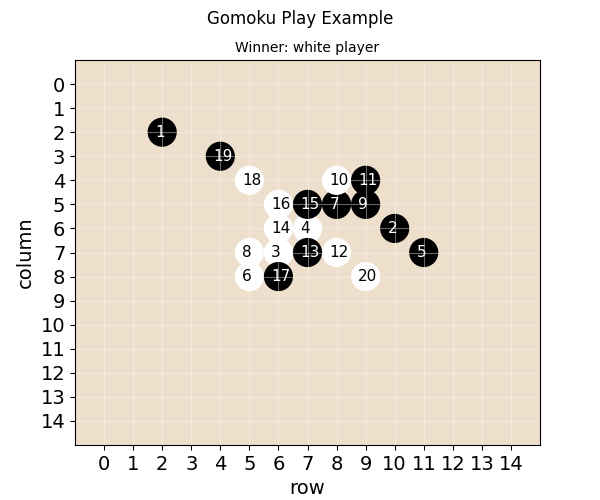 Gomoku Play Example
Winner: white player
0
1
2 1
3 19
4 18 10 11
5 16 15 7 9
6 14 4 2
7 8 3 13 12 5
8 6 17 20
9
10
11
12
13
14
column
0 1 2 3 4 5 6 7 8 9 10 11 12 13 14
row